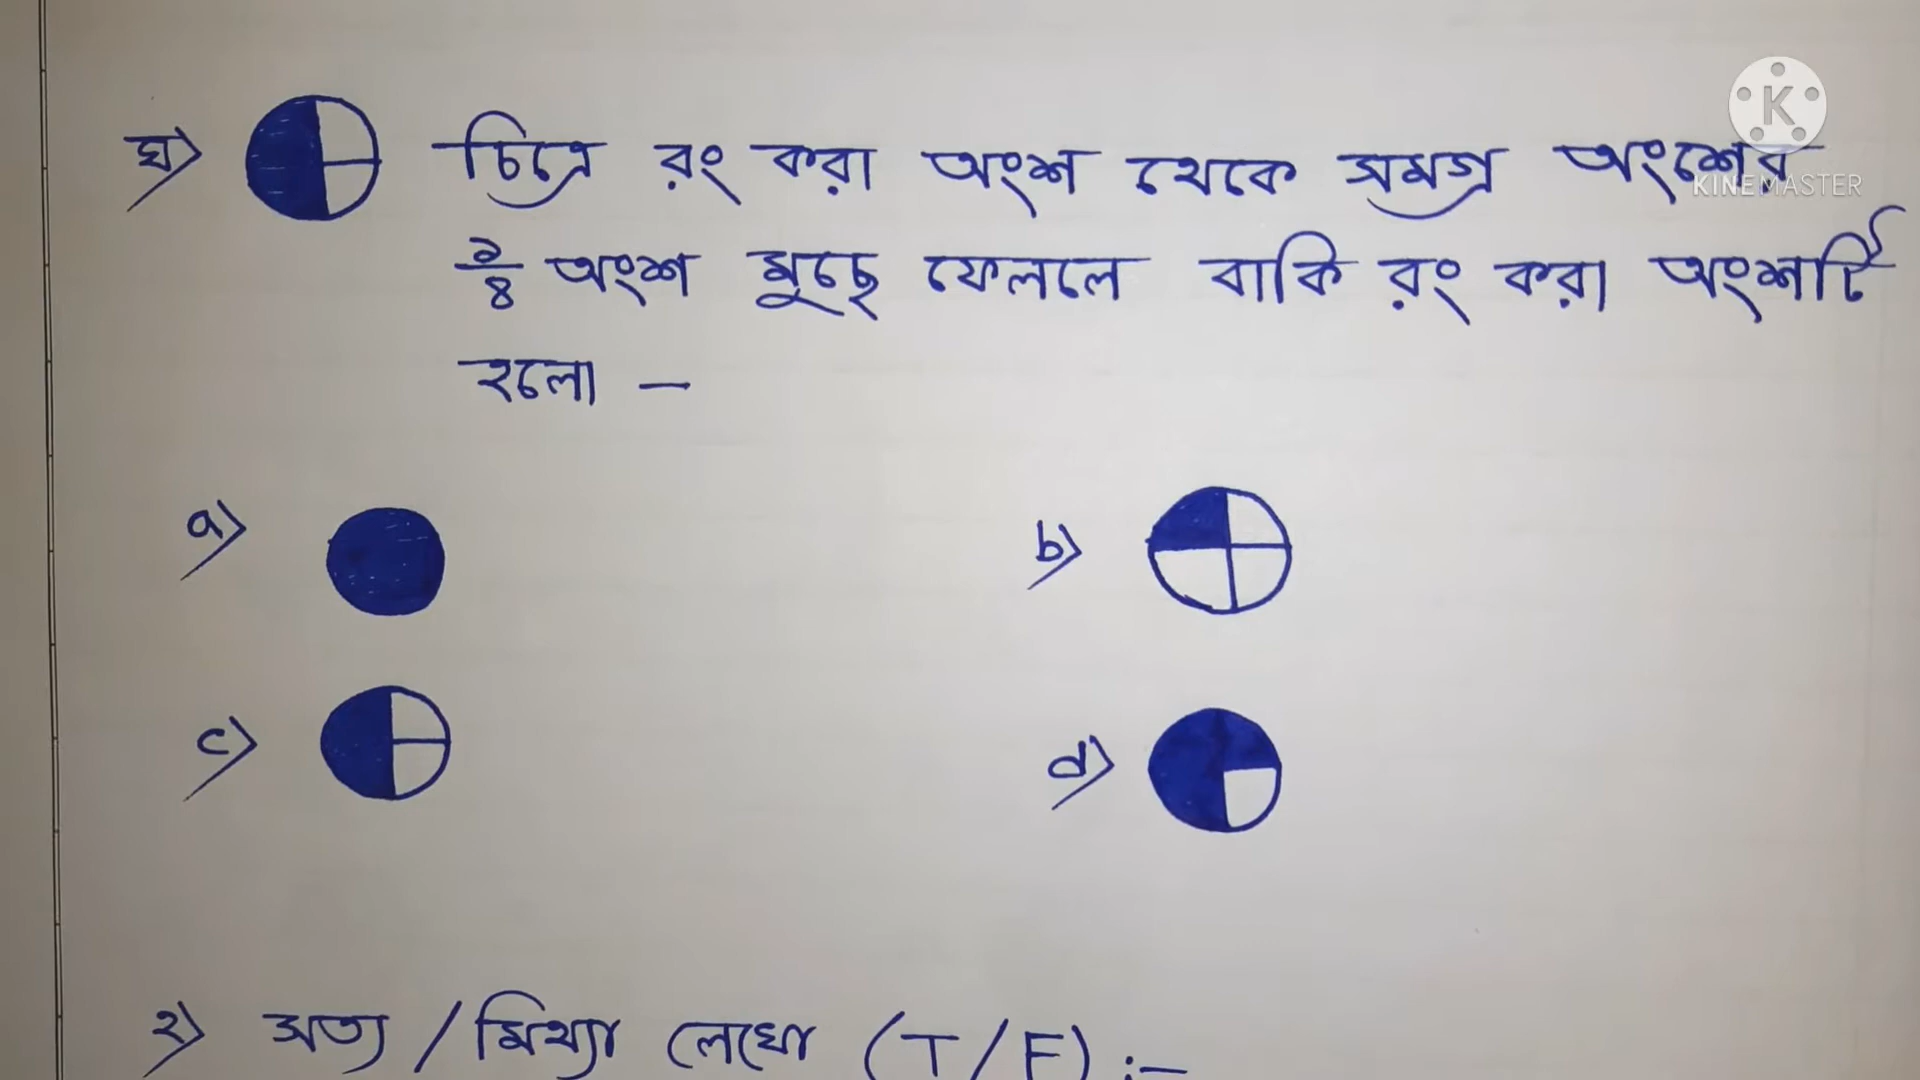 ঘ) চিত্রে রং করা অংশ থেকে সমগ্র অংশের
১/৪ অংশ মুছে ফেললে বাকি রং করা অংশটি
হলো —
a) b)
c) d)
২) সত্য / মিথ্যা লেখো (T/F) :-
K
KINEMASTER